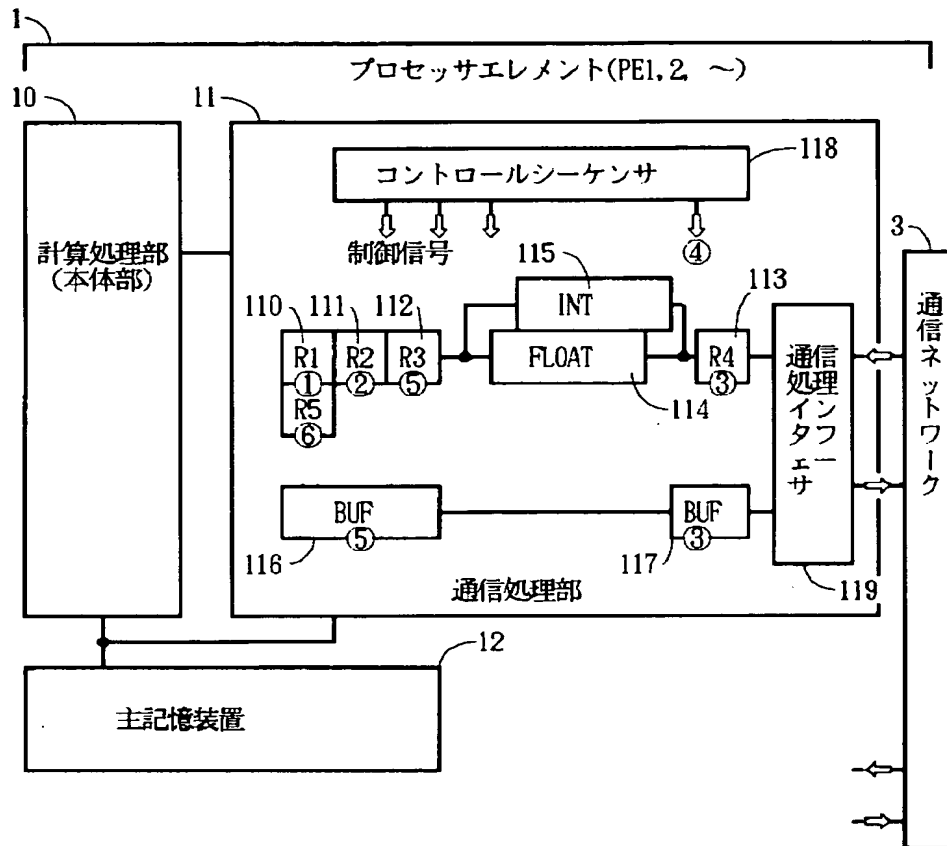 1
プロセッサエレメント(PE1, 2, ～)
10
11
118
コントロールシーケンサ
3
制御信号
④
計算処理部
(本体部)
115
INT
110
111
112
113
R1
①
R2
②
R3
⑤
FLOAT
R4
③
114
R5
⑥
通信処理インターフェサ
通信ネットワーク
BUF
⑤
BUF
③
116
117
通信処理部
119
12
主記憶装置